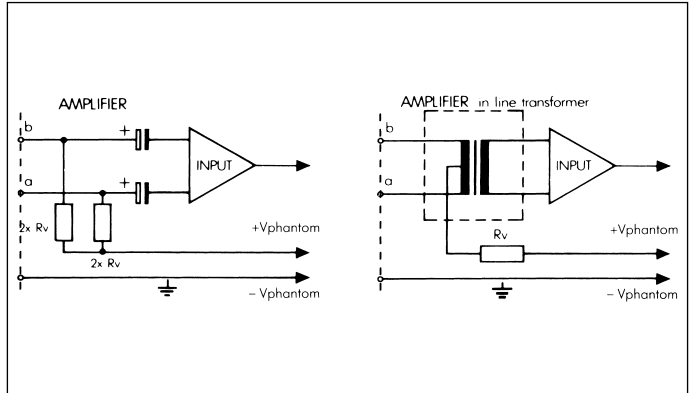 AMPLIFIER
b
+
INPUT
a
+
2x Rv
2x Rv
+Vphantom
– Vphantom
AMPLIFIER in line transformer
b
INPUT
a
Rv
+Vphantom
– Vphantom